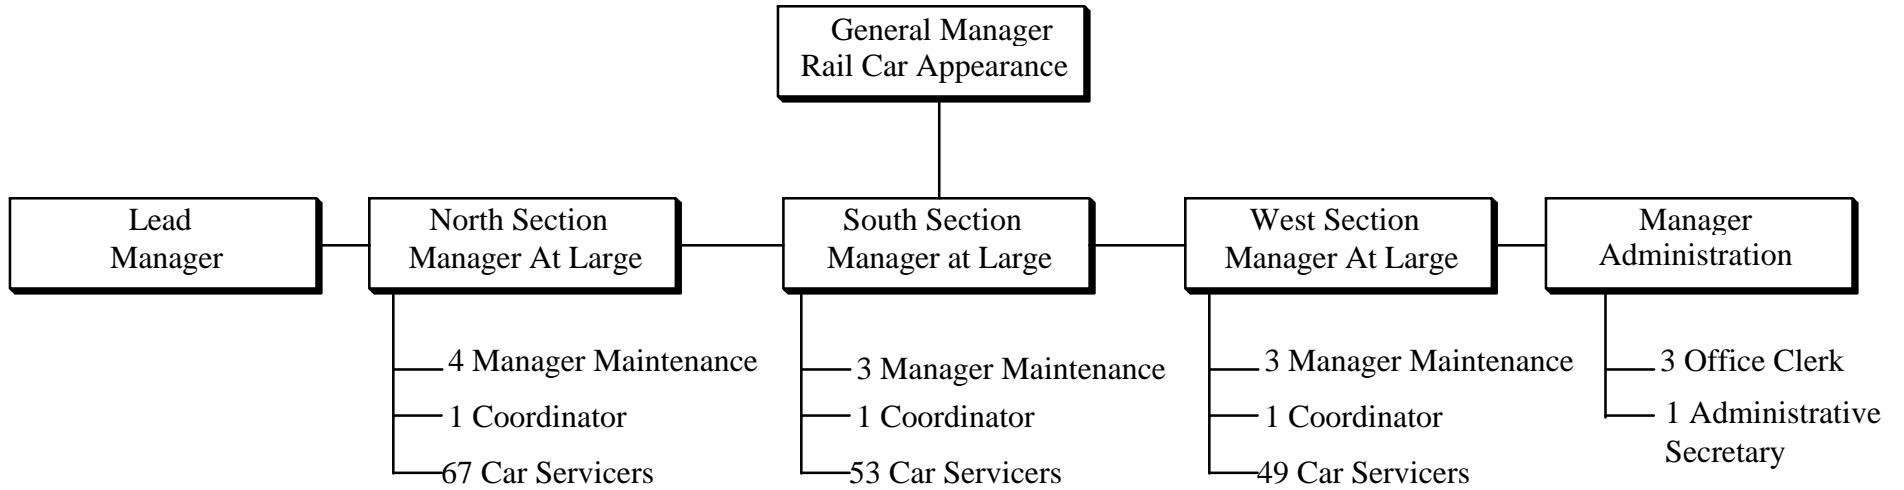 General Manager
Rail Car Appearance
Lead
Manager
North Section
Manager At Large
South Section
Manager at Large
West Section
Manager At Large
Manager
Administration
4 Manager Maintenance
1 Coordinator
67 Car Servicers
3 Manager Maintenance
1 Coordinator
53 Car Servicers
3 Manager Maintenance
1 Coordinator
49 Car Servicers
3 Office Clerk
1 Administrative
Secretary